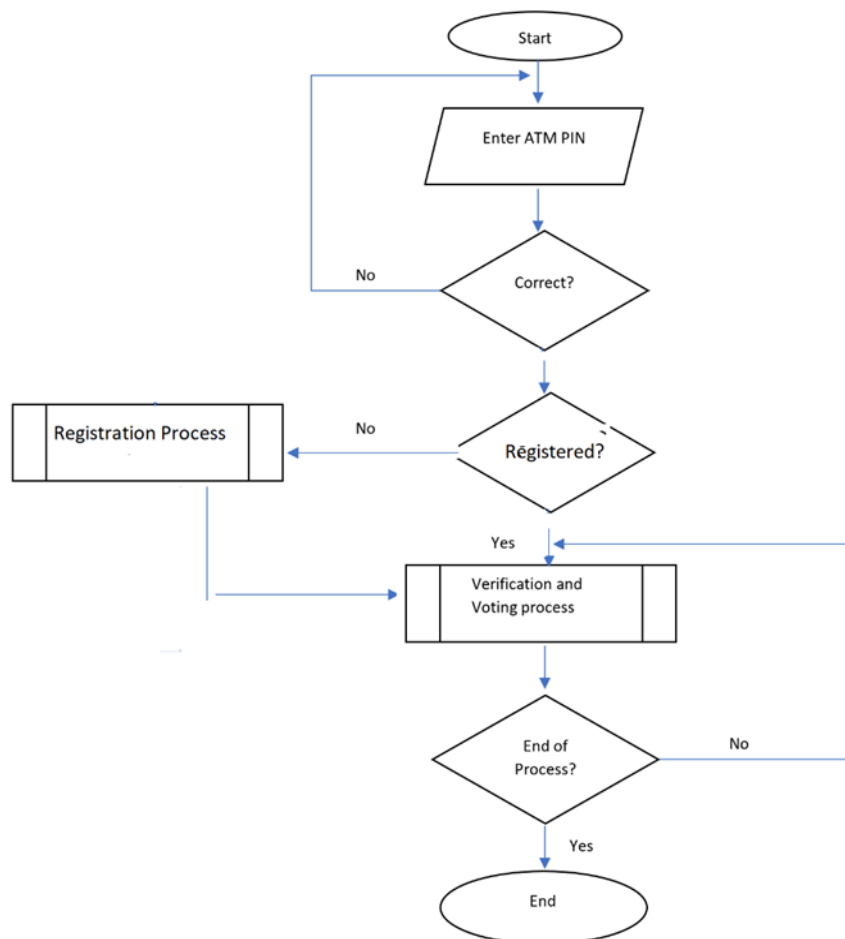 Start
Enter ATM PIN
No
Correct?
Registration Process
No
Registered?
Yes
Verification and
Voting process
End of
Process?
No
Yes
End